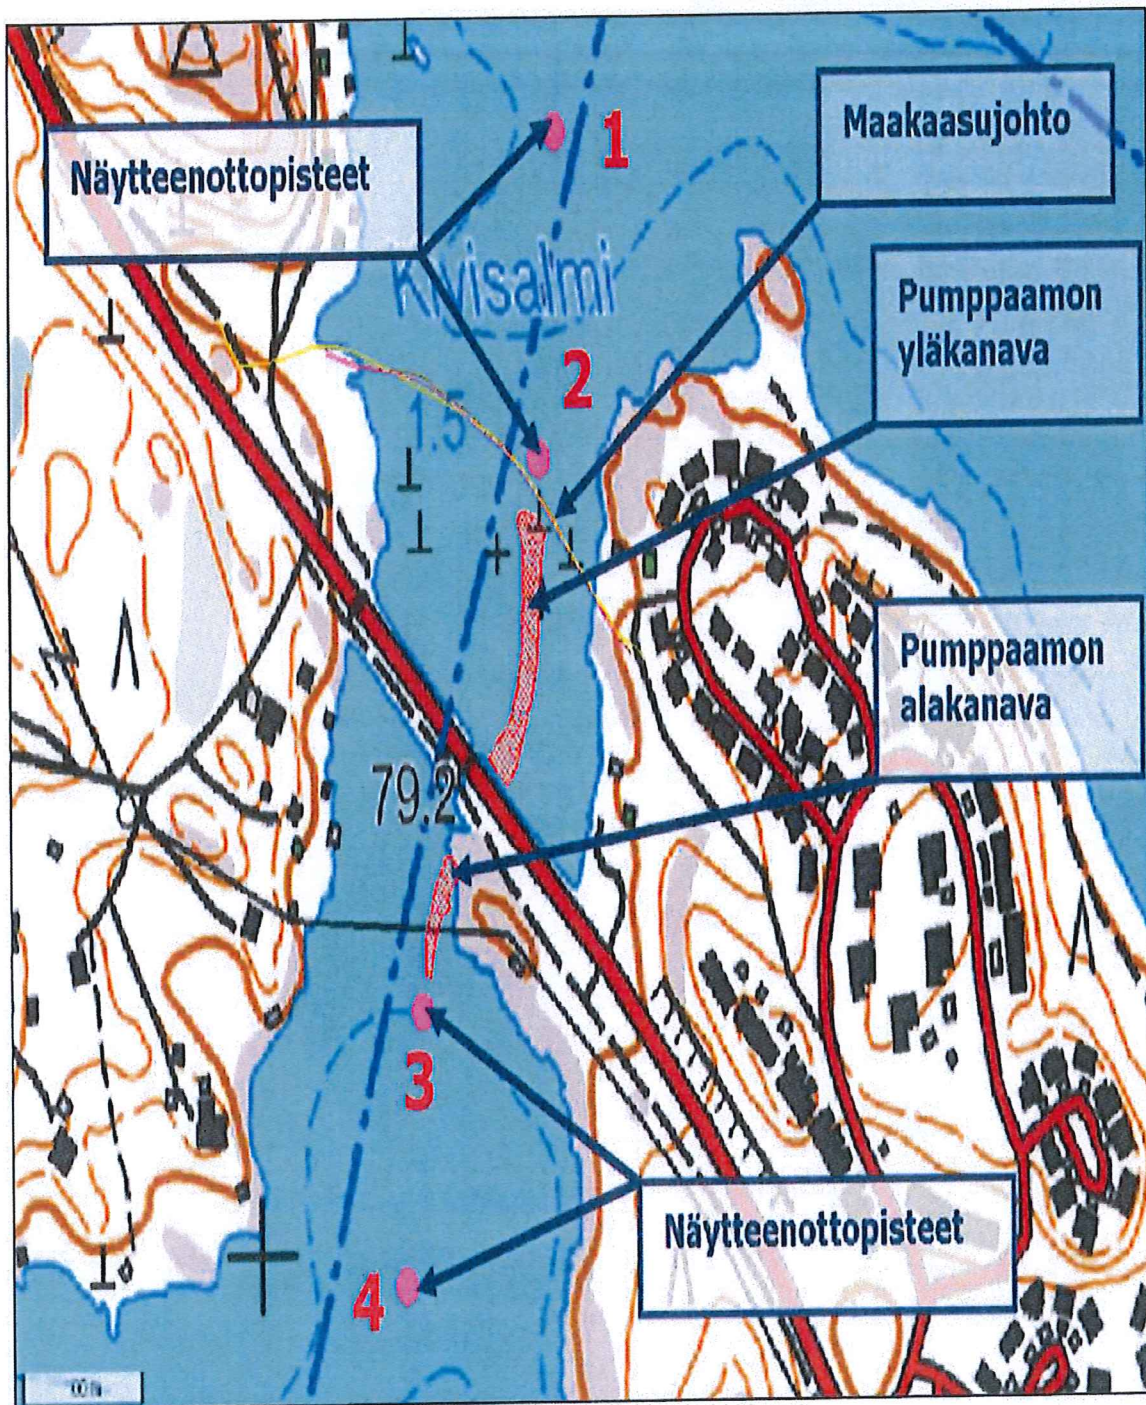 Näytteenottopisteet
1
Maakaasujohto
Kivisalmi
Pumppaamon
yläkanava
2
1.5
Pumppaamon
alakanava
79.2
3
Näytteenottopisteet
4